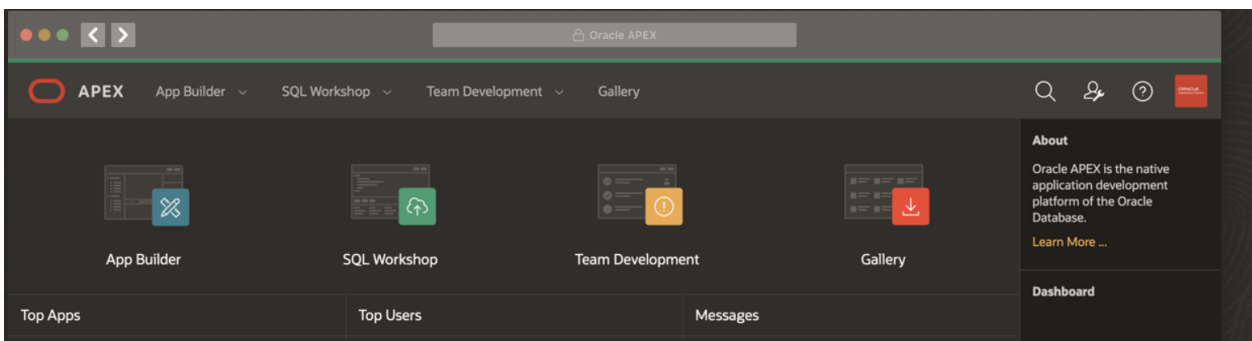 Oracle APEX
APEX App Builder SQL Workshop Team Development Gallery
App Builder
SQL Workshop
Team Development
Gallery
Top Apps
Top Users
Messages
About
Oracle APEX is the native
application development
platform of the Oracle
Database.
Learn More ...
Dashboard